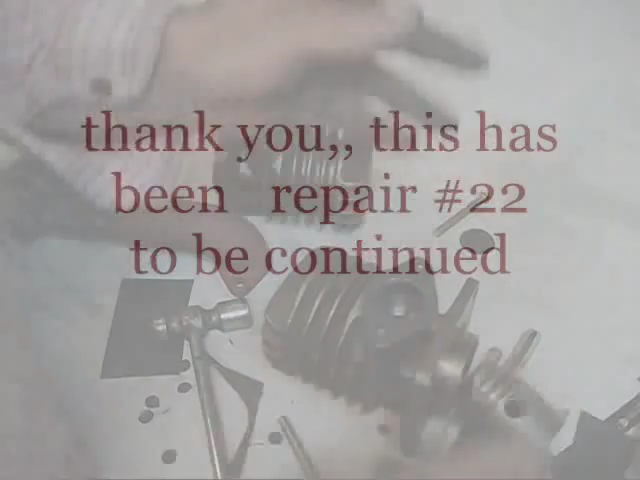 thank you,, this has
been repair #22
to be continued